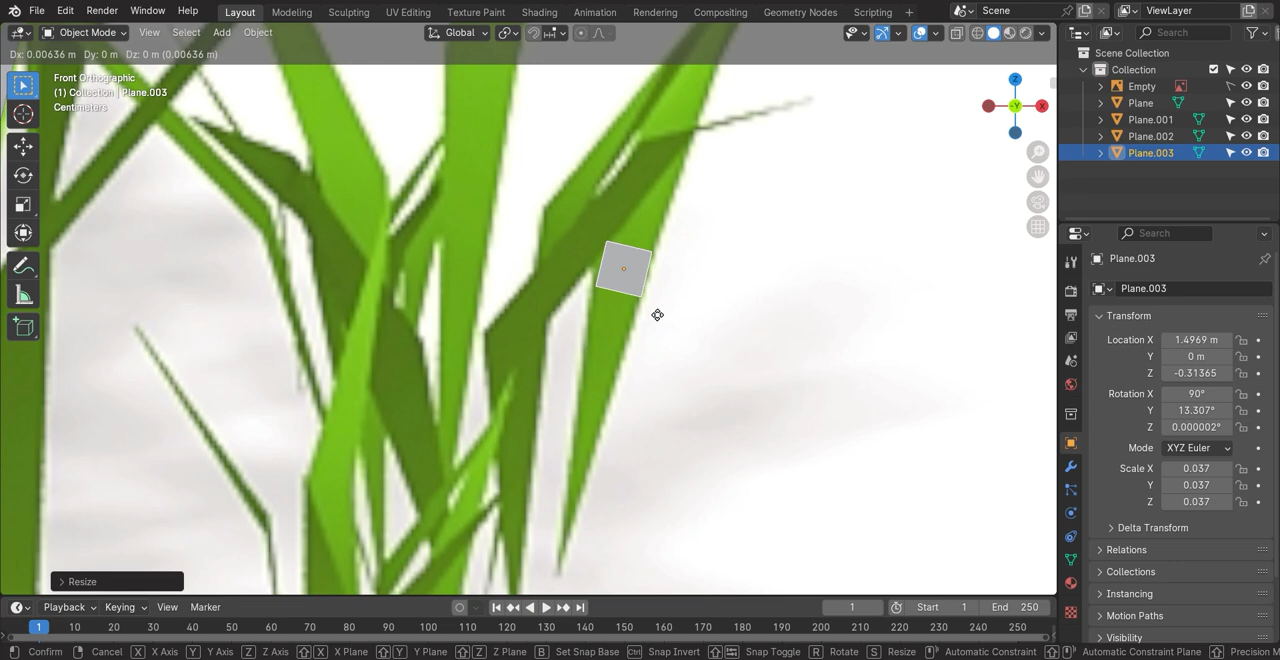 File Edit Render Window Help Layout Modeling Sculpting UV Editing Texture Paint Shading Animation Rendering Compositing Geometry Nodes Scripting + Scene ViewLayer
Object Mode View Select Add Object Global Search
Dx: 0.00636 m Dy: 0 m Dz: 0 m (0.00636 m)
Front Orthographic
(1) Collection | Plane.003
Centimeters
Z
-Y X
Scene Collection
Collection
Empty
Plane
Plane.001
Plane.002
Plane.003
Search
Plane.003
Plane.003
Transform
Location X 1.4969 m
Y 0 m
Z -0.31365
Rotation X 90°
Y 13.307°
Z 0.000002°
Mode XYZ Euler
Scale X 0.037
Y 0.037
Z 0.037
Delta Transform
Relations
Collections
Instancing
Motion Paths
Visibility
Resize
Playback Keying View Marker 1 Start 1 End 250
1 10 20 30 40 50 60 70 80 90 100 110 120 130 140 150 160 170 180 190 200 210 220 230 240 250
Confirm Cancel X X Axis Y Y Axis Z Z Axis X X Plane Y Y Plane Z Z Plane B Set Snap Base Ctrl Snap Invert Snap Toggle R Rotate S Resize Automatic Constraint Automatic Constraint Plane Precision M